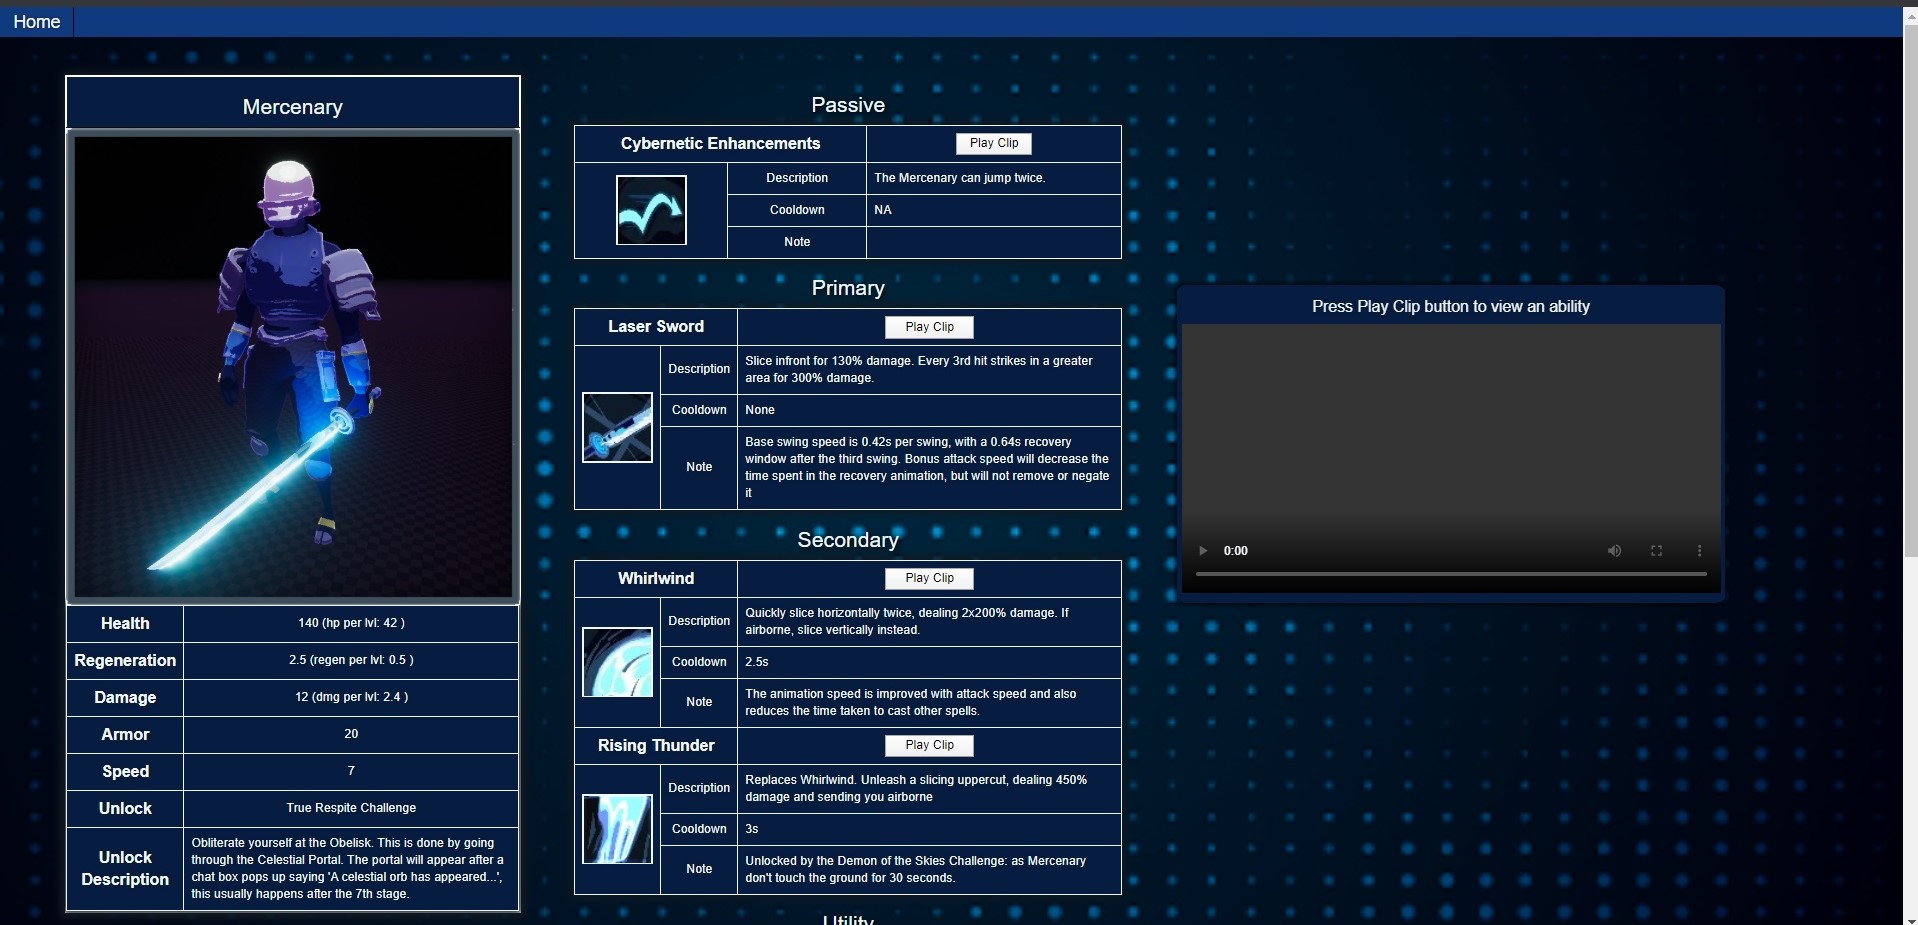 Home
Mercenary
Health
140 (hp per lvl: 42 )
Regeneration
2.5 (regen per lvl: 0.5 )
Damage
12 (dmg per lvl: 2.4 )
Armor
20
Speed
7
Unlock
True Respite Challenge
Unlock
Description
Obliterate yourself at the Obelisk. This is done by going
through the Celestial Portal. The portal will appear after a
chat box pops up saying 'A celestial orb has appeared...',
this usually happens after the 7th stage.
Passive
Cybernetic Enhancements
Play Clip
Description
The Mercenary can jump twice.
Cooldown
NA
Note
Primary
Laser Sword
Play Clip
Description
Slice infront for 130% damage. Every 3rd hit strikes in a greater
area for 300% damage.
Cooldown
None
Note
Base swing speed is 0.42s per swing, with a 0.64s recovery
window after the third swing. Bonus attack speed will decrease the
time spent in the recovery animation, but will not remove or negate
it
Secondary
Whirlwind
Play Clip
Description
Quickly slice horizontally twice, dealing 2x200% damage. If
airborne, slice vertically instead.
Cooldown
2.5s
Note
The animation speed is improved with attack speed and also
reduces the time taken to cast other spells.
Rising Thunder
Play Clip
Description
Replaces Whirlwind. Unleash a slicing uppercut, dealing 450%
damage and sending you airborne
Cooldown
3s
Note
Unlocked by the Demon of the Skies Challenge: as Mercenary
don't touch the ground for 30 seconds.
Utility
Press Play Clip button to view an ability
0:00